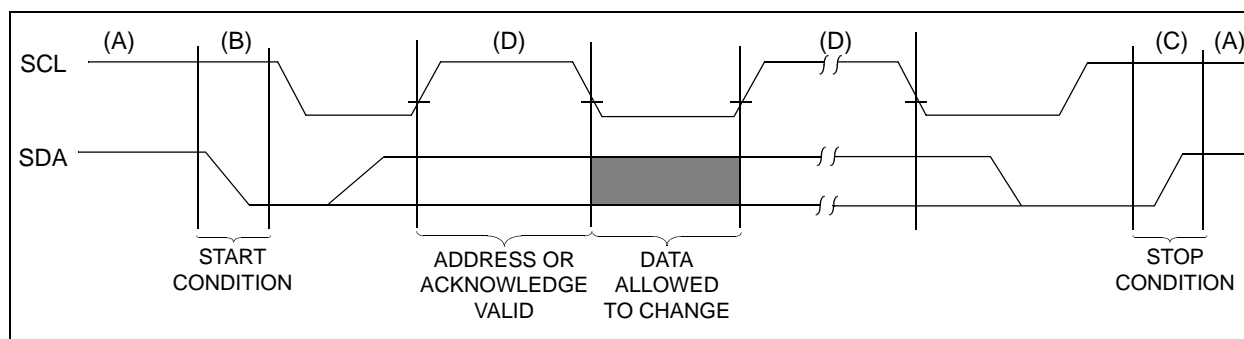 (A) (B) (D) (D) (C) (A)
SCL
SDA
START
CONDITION
ADDRESS OR
ACKNOWLEDGE
VALID
DATA
ALLOWED
TO CHANGE
STOP
CONDITION